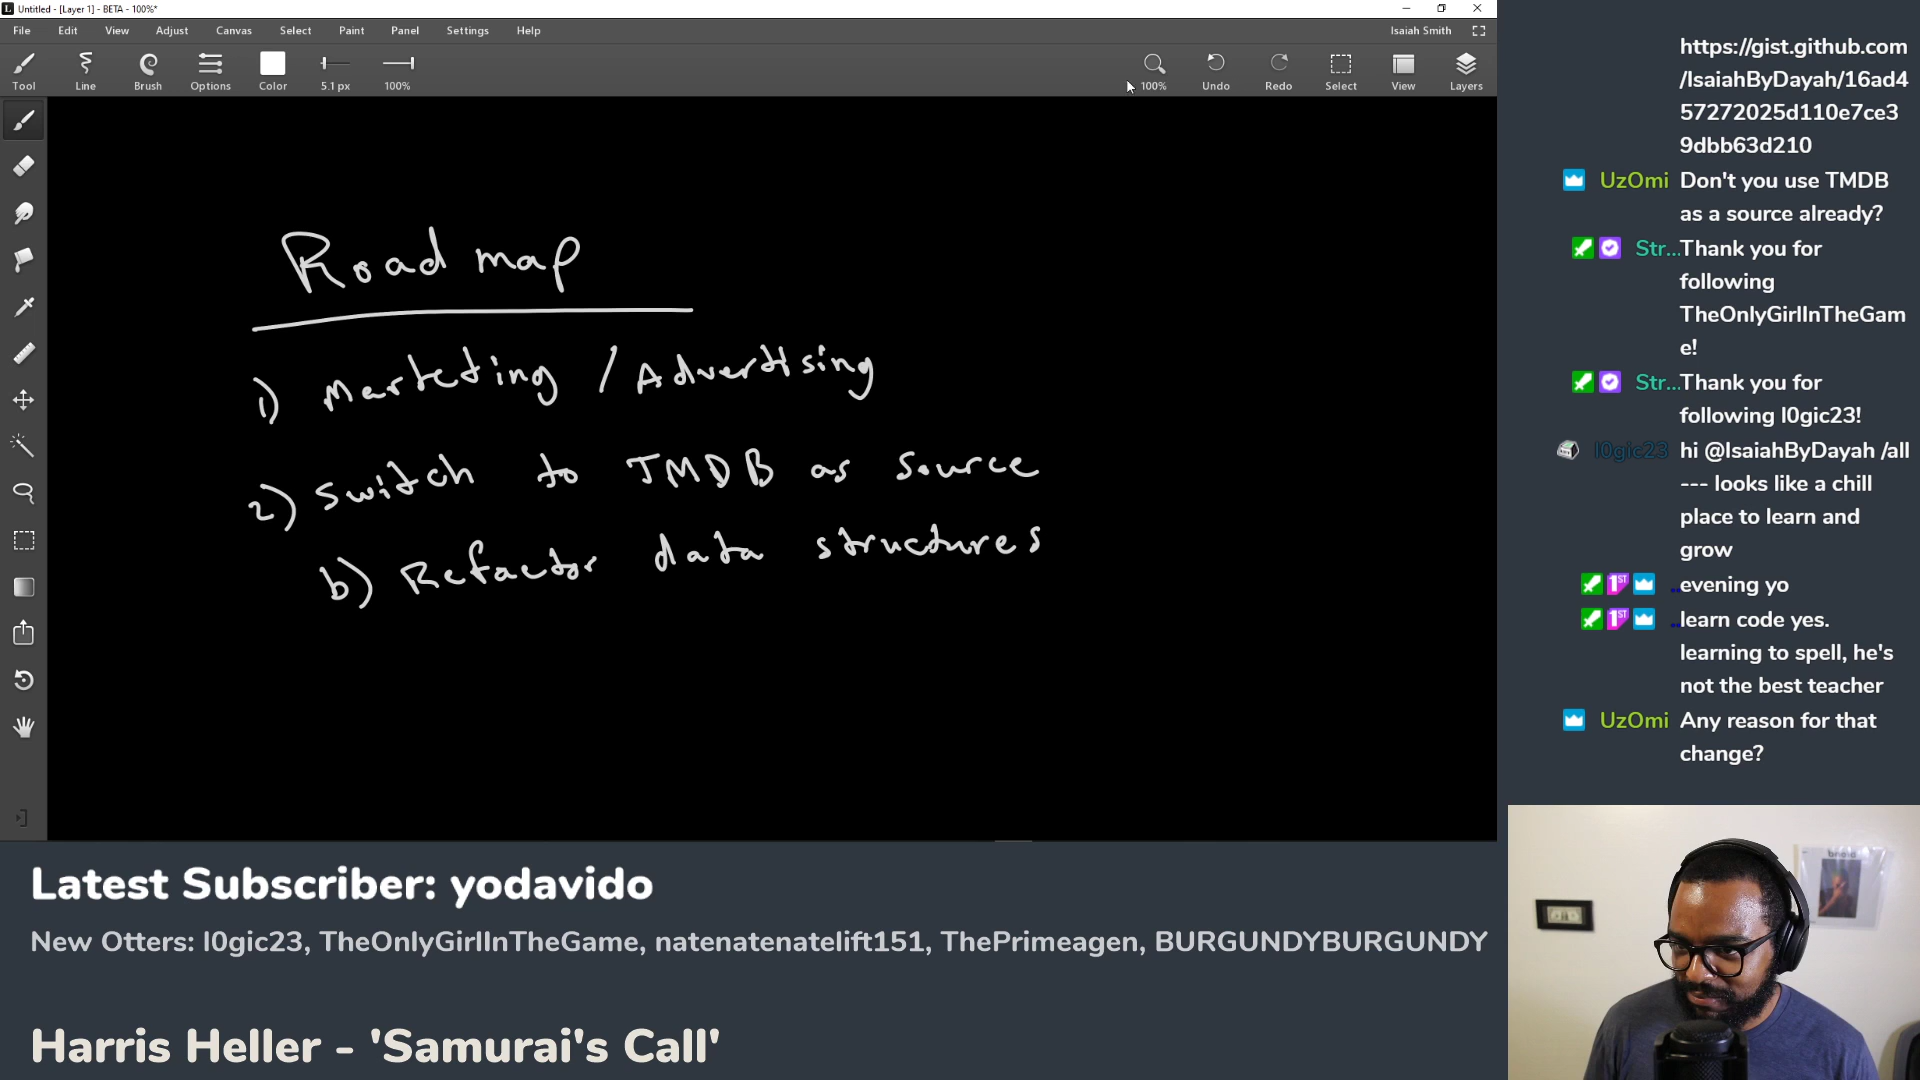 Untitled - [Layer 1] - BETA - 100%*
File Edit View Adjust Canvas Select Paint Panel Settings Help Isaiah Smith
Tool Line Brush Options Color 5.1 px 100% 100% Undo Redo Select View Layers
Road map
1) Marketing / Advertising
2) Switch to TMDB as source
b) Refactor data structures
https://gist.github.com
/IsaiahByDayah/16ad4
57272025d110e7ce3
9dbb63d210
UzOmi Don't you use TMDB
as a source already?
Str... Thank you for
following
TheOnlyGirlInTheGam
e!
Str... Thank you for
following l0gic23!
l0gic23 hi @IsaiahByDayah /all
--- looks like a chill
place to learn and
grow
1ST .. evening yo
1ST .. learn code yes.
learning to spell, he's
not the best teacher
UzOmi Any reason for that
change?
Latest Subscriber: yodavido
New Otters: l0gic23, TheOnlyGirlInTheGame, natenatenatelift151, ThePrimeagen, BURGUNDYBURGUNDY
Harris Heller - 'Samurai's Call'